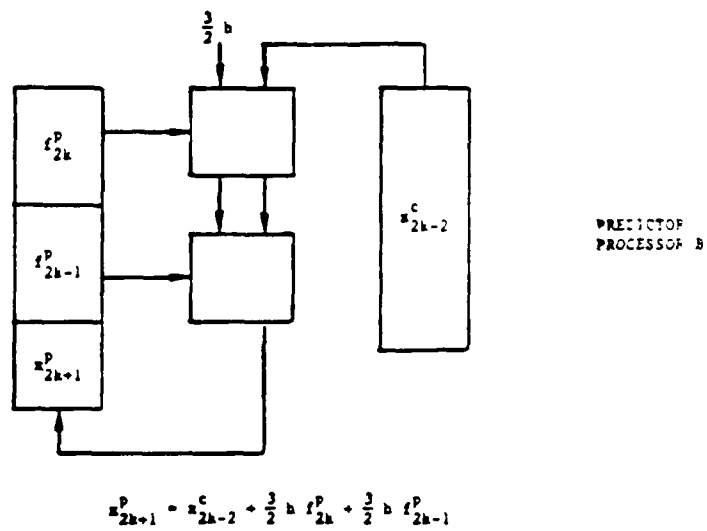 3/2 h
f^p_{2k}
x^c_{2k-2}
PREDICTOR
PROCESSOR B
f^p_{2k-1}
x^p_{2k+1}
x^p_{2k+1} = x^c_{2k-2} + 3/2 h f^p_{2k} + 3/2 h f^p_{2k-1}